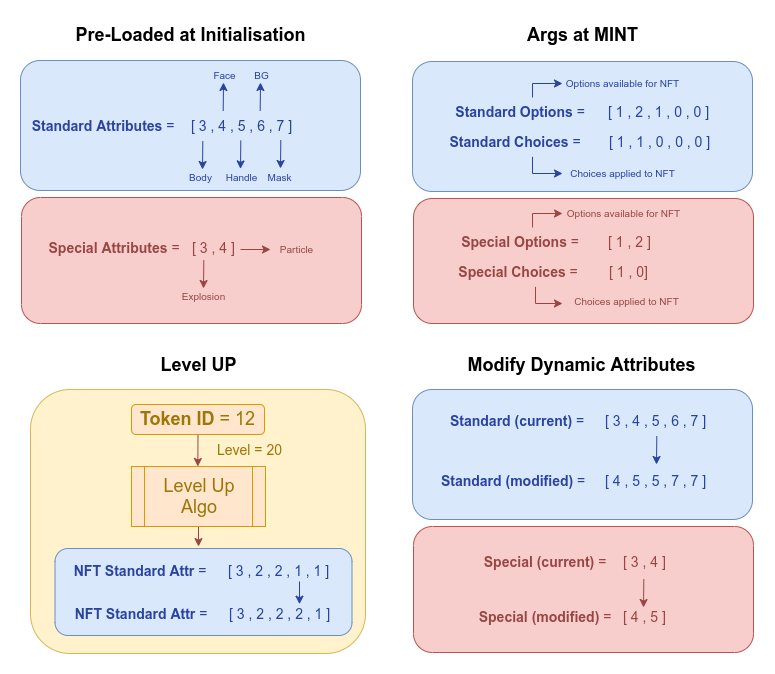 Pre-Loaded at Initialisation
Face BG
Standard Attributes = [ 3 , 4 , 5 , 6 , 7 ]
Body Handle Mask
Special Attributes = [ 3 , 4 ] Particle
Explosion
Args at MINT
Options available for NFT
Standard Options = [ 1 , 2 , 1 , 0 , 0 ]
Standard Choices = [ 1 , 1 , 0 , 0 , 0 ]
Choices applied to NFT
Options available for NFT
Special Options = [ 1 , 2 ]
Special Choices = [ 1 , 0]
Choices applied to NFT
Level UP
Token ID = 12
Level = 20
Level Up
Algo
NFT Standard Attr = [ 3 , 2 , 2 , 1 , 1 ]
NFT Standard Attr = [ 3 , 2 , 2 , 2 , 1 ]
Modify Dynamic Attributes
Standard (current) = [ 3 , 4 , 5 , 6 , 7 ]
Standard (modified) = [ 4 , 5 , 5 , 7 , 7 ]
Special (current) = [ 3 , 4 ]
Special (modified) = [ 4 , 5 ]